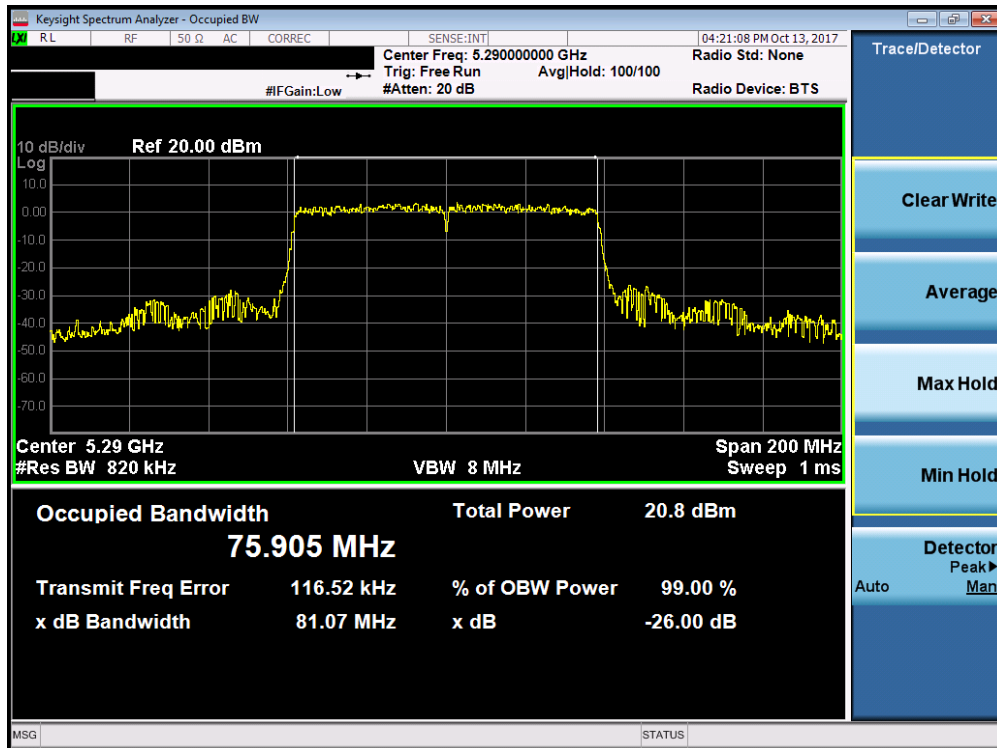 Keysight Spectrum Analyzer - Occupied BW
LXI RL RF 50 Ω AC CORREC SENSE:INT 04:21:08 PM Oct 13, 2017
Center Freq: 5.290000000 GHz Radio Std: None
Trig: Free Run Avg|Hold: 100/100
#IFGain:Low #Atten: 20 dB Radio Device: BTS
10 dB/div Ref 20.00 dBm
Log
10.0
0.00
-10.0
-20.0
-30.0
-40.0
-50.0
-60.0
-70.0
Center 5.29 GHz Span 200 MHz
#Res BW 820 kHz VBW 8 MHz Sweep 1 ms
Occupied Bandwidth Total Power 20.8 dBm
75.905 MHz
Transmit Freq Error 116.52 kHz % of OBW Power 99.00 %
x dB Bandwidth 81.07 MHz x dB -26.00 dB
Trace/Detector
Clear Write
Average
Max Hold
Min Hold
Detector
Peak▶
Auto Man
MSG STATUS